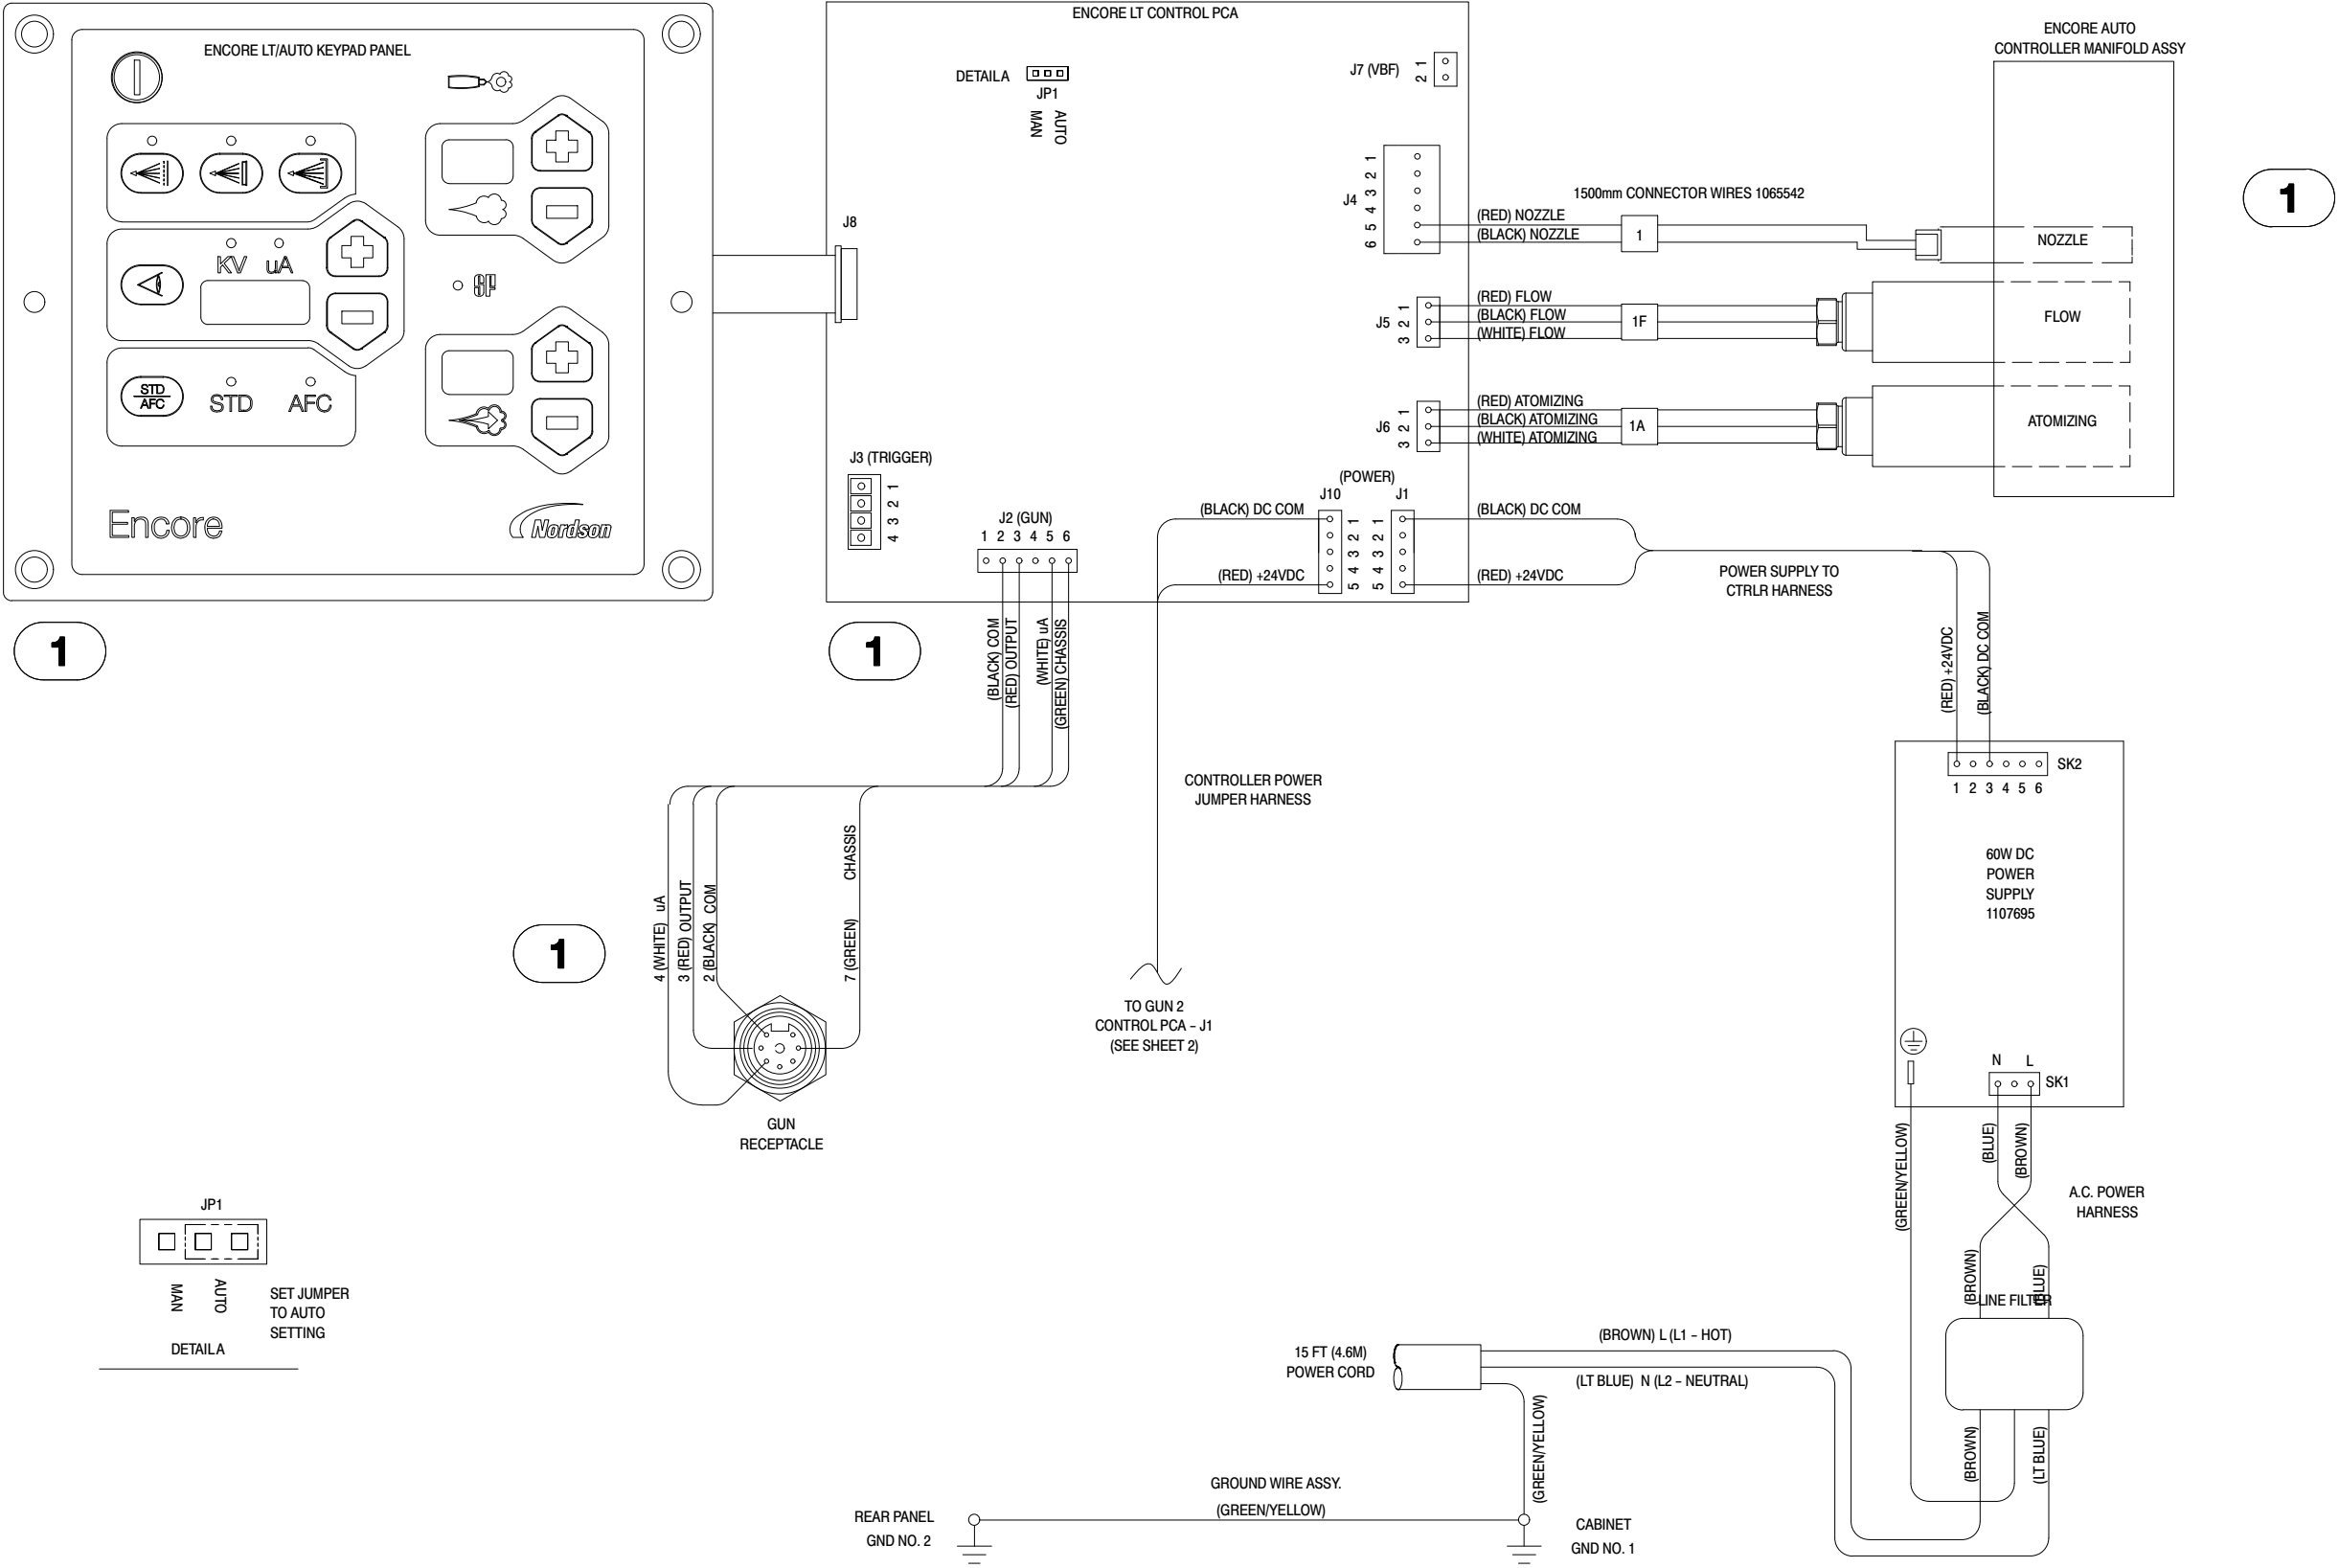 ENCORE LT/AUTO KEYPAD PANEL
KV uA
SF
STD
AFC
STD AFC
Encore
Nordson
1
ENCORE LT CONTROL PCA
DETAIL A
JP1
MAN
AUTO
J7 (VBF)
2 1
J8
J4
6 5 4 3 2 1
J5
3 2 1
J6
3 2 1
J3 (TRIGGER)
4 3 2 1
J2 (GUN)
1 2 3 4 5 6
(POWER)
J10
J1
5 4 3 2 1
5 4 3 2 1
(BLACK) DC COM
(RED) +24VDC
1
(BLACK) COM
(RED) OUTPUT
(WHITE) uA
(GREEN) CHASSIS
1500mm CONNECTOR WIRES 1065542
(RED) NOZZLE
(BLACK) NOZZLE
1
(RED) FLOW
(BLACK) FLOW
(WHITE) FLOW
1F
(RED) ATOMIZING
(BLACK) ATOMIZING
(WHITE) ATOMIZING
1A
(BLACK) DC COM
(RED) +24VDC
ENCORE AUTO
CONTROLLER MANIFOLD ASSY
NOZZLE
FLOW
ATOMIZING
1
POWER SUPPLY TO
CTRLR HARNESS
(RED) +24VDC
(BLACK) DC COM
SK2
1 2 3 4 5 6
60W DC
POWER
SUPPLY
1107695
N L
SK1
CONTROLLER POWER
JUMPER HARNESS
TO GUN 2
CONTROL PCA - J1
(SEE SHEET 2)
1
4 (WHITE) uA
3 (RED) OUTPUT
2 (BLACK) COM
7 (GREEN) CHASSIS
GUN
RECEPTACLE
(GREEN/YELLOW)
(BLUE)
(BROWN)
A.C. POWER
HARNESS
(BROWN)
(BLUE)
LINE FILTER
(BROWN)
(LT BLUE)
JP1
MAN
AUTO
SET JUMPER
TO AUTO
SETTING
DETAIL A
15 FT (4.6M)
POWER CORD
(BROWN) L (L1 - HOT)
(LT BLUE) N (L2 - NEUTRAL)
(GREEN/YELLOW)
GROUND WIRE ASSY.
(GREEN/YELLOW)
REAR PANEL
GND NO. 2
CABINET
GND NO. 1